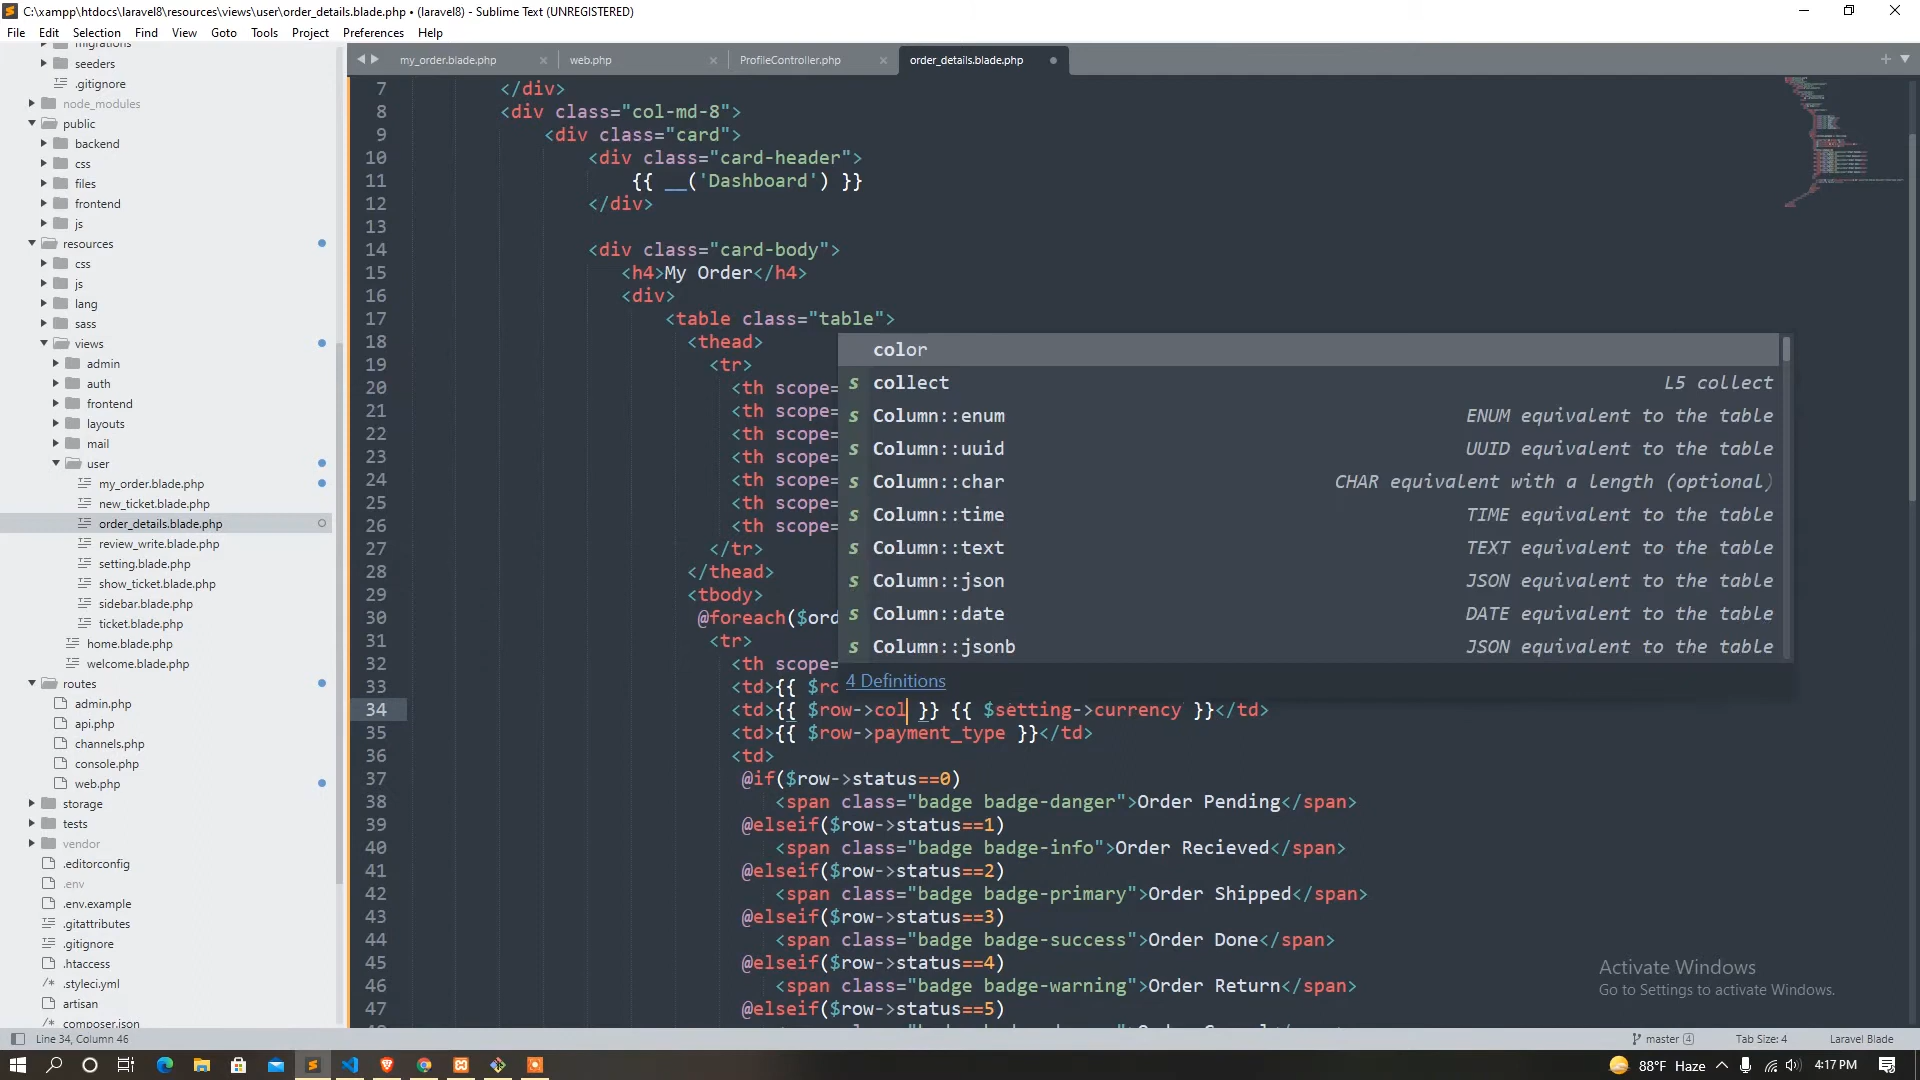 C:\xampp\htdocs\laravel8\resources\views\user\order_details.blade.php • (laravel8) - Sublime Text (UNREGISTERED)
File Edit Selection Find View Goto Tools Project Preferences Help
migrations
seeders
.gitignore
node_modules
public
backend
css
files
frontend
js
resources
css
js
lang
sass
views
admin
auth
frontend
layouts
mail
user
my_order.blade.php
new_ticket.blade.php
order_details.blade.php
review_write.blade.php
setting.blade.php
show_ticket.blade.php
sidebar.blade.php
ticket.blade.php
home.blade.php
welcome.blade.php
routes
admin.php
api.php
channels.php
console.php
web.php
storage
tests
vendor
.editorconfig
.env
.env.example
.gitattributes
.gitignore
.htaccess
.styleci.yml
artisan
composer.json
my_order.blade.php web.php ProfileController.php order_details.blade.php
7 </div>
8 <div class="col-md-8">
9 <div class="card">
10 <div class="card-header">
11 {{ __('Dashboard') }}
12 </div>
13
14 <div class="card-body">
15 <h4>My Order</h4>
16 <div>
17 <table class="table">
18 <thead>
19 <tr>
20 <th scope=
21 <th scope=
22 <th scope=
23 <th scope=
24 <th scope=
25 <th scope=
26 <th scope=
27 </tr>
28 </thead>
29 <tbody>
30 @foreach($ord
31 <tr>
32 <th scope=
33 <td>{{ $ro
34 <td>{{ $row->col }} {{ $setting->currency }}</td>
35 <td>{{ $row->payment_type }}</td>
36 <td>
37 @if($row->status==0)
38 <span class="badge badge-danger">Order Pending</span>
39 @elseif($row->status==1)
40 <span class="badge badge-info">Order Recieved</span>
41 @elseif($row->status==2)
42 <span class="badge badge-primary">Order Shipped</span>
43 @elseif($row->status==3)
44 <span class="badge badge-success">Order Done</span>
45 @elseif($row->status==4)
46 <span class="badge badge-warning">Order Return</span>
47 @elseif($row->status==5)
color
s collect L5 collect
s Column::enum ENUM equivalent to the table
s Column::uuid UUID equivalent to the table
s Column::char CHAR equivalent with a length (optional)
s Column::time TIME equivalent to the table
s Column::text TEXT equivalent to the table
s Column::json JSON equivalent to the table
s Column::date DATE equivalent to the table
s Column::jsonb JSON equivalent to the table
4 Definitions
Activate Windows
Go to Settings to activate Windows.
Line 34, Column 46 master 4 Tab Size: 4 Laravel Blade
88°F Haze 4:17 PM